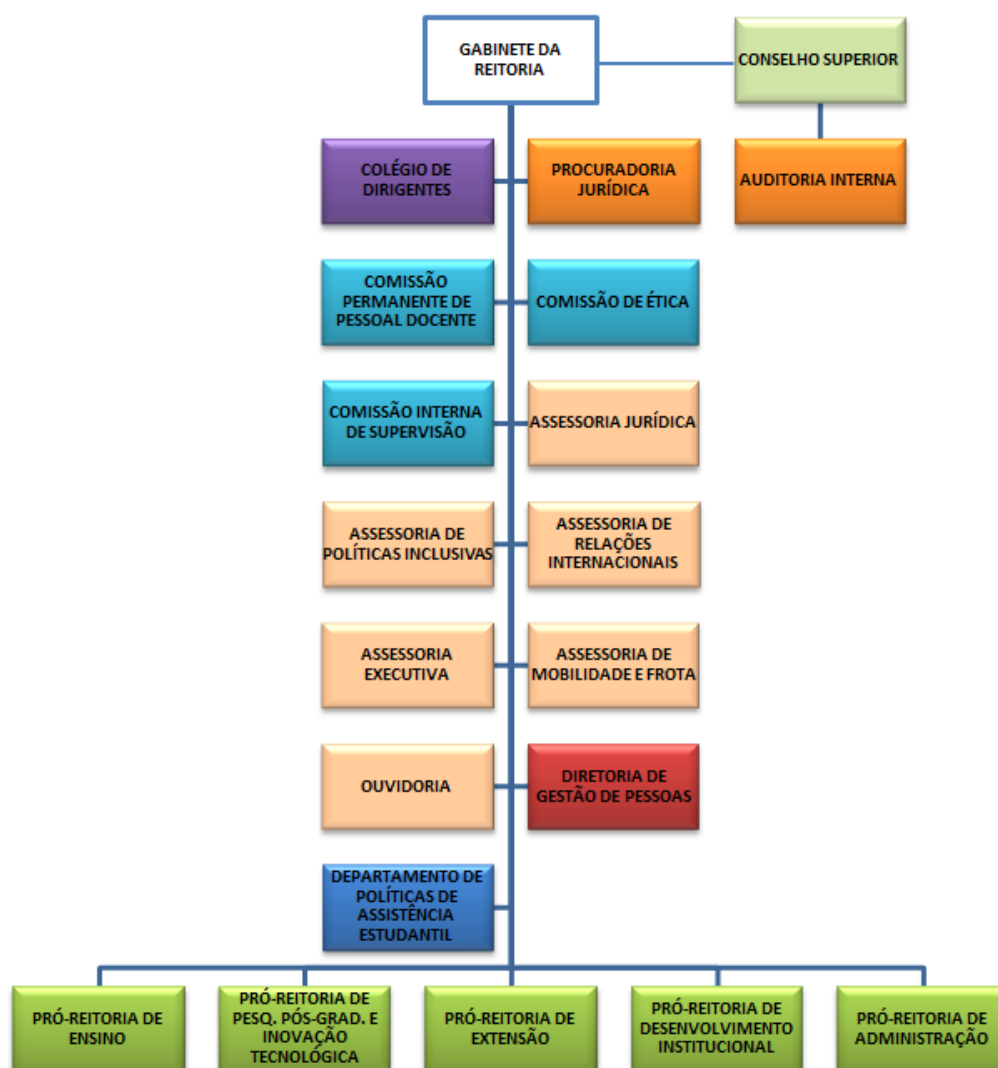 GABINETE DA
REITORIA
CONSELHO SUPERIOR
COLÉGIO DE
DIRIGENTES
PROCURADORIA
JURÍDICA
AUDITORIA INTERNA
COMISSÃO
PERMANENTE DE
PESSOAL DOCENTE
COMISSÃO DE ÉTICA
COMISSÃO INTERNA
DE SUPERVISÃO
ASSESSORIA JURÍDICA
ASSESSORIA DE
POLÍTICAS INCLUSIVAS
ASSESSORIA DE
RELAÇÕES
INTERNACIONAIS
ASSESSORIA
EXECUTIVA
ASSESSORIA DE
MOBILIDADE E FROTA
OUVIDORIA
DIRETORIA DE
GESTÃO DE PESSOAS
DEPARTAMENTO DE
POLÍTICAS DE
ASSISTÊNCIA
ESTUDANTIL
PRÓ-REITORIA DE
ENSINO
PRÓ-REITORIA DE
PESQ. PÓS-GRAD. E
INOVAÇÃO
TECNOLÓGICA
PRÓ-REITORIA DE
EXTENSÃO
PRÓ-REITORIA DE
DESENVOLVIMENTO
INSTITUCIONAL
PRÓ-REITORIA DE
ADMINISTRAÇÃO